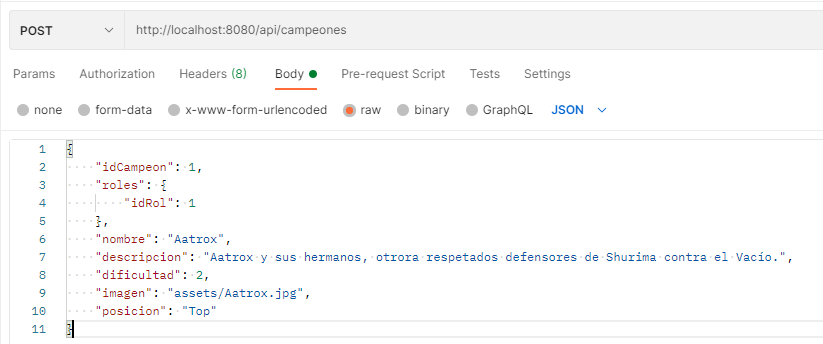 POST http://localhost:8080/api/campeones
Params Authorization Headers (8) Body Pre-request Script Tests Settings
none form-data x-www-form-urlencoded raw binary GraphQL JSON
1 {
2 "idCampeon": 1,
3 "roles": {
4 "idRol": 1
5 },
6 "nombre": "Aatrox",
7 "descripcion": "Aatrox y sus hermanos, otrora respetados defensores de Shurima contra el Vacío.",
8 "dificultad": 2,
9 "imagen": "assets/Aatrox.jpg",
10 "posicion": "Top"
11 }